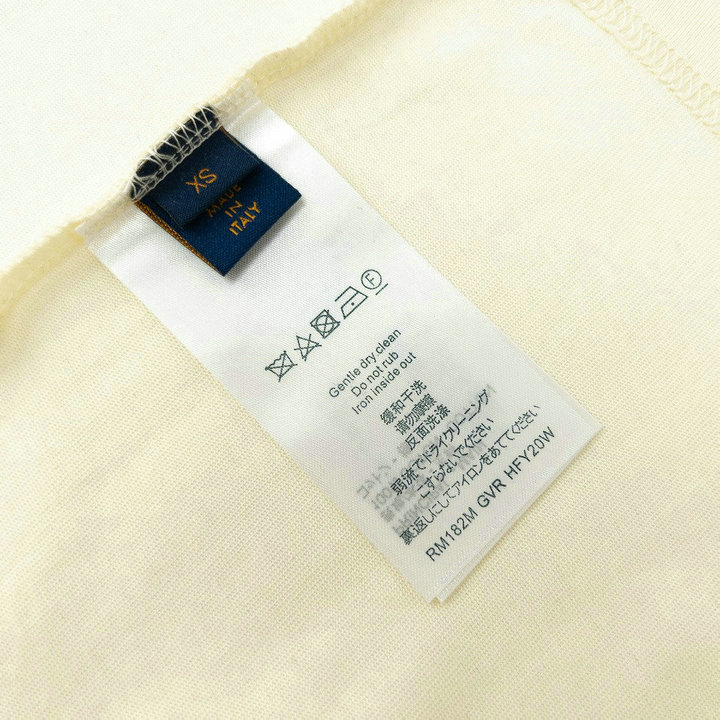 XS
MADE
IN
ITALY
F
Gentle dry clean
Do not rub
Iron inside out
缓和干洗
请勿摩擦
反面洗涤
弱流でドライクリーニング
こすらないでください
裏返しにしてアイロンをあててください
RM182M GVR HFY20W